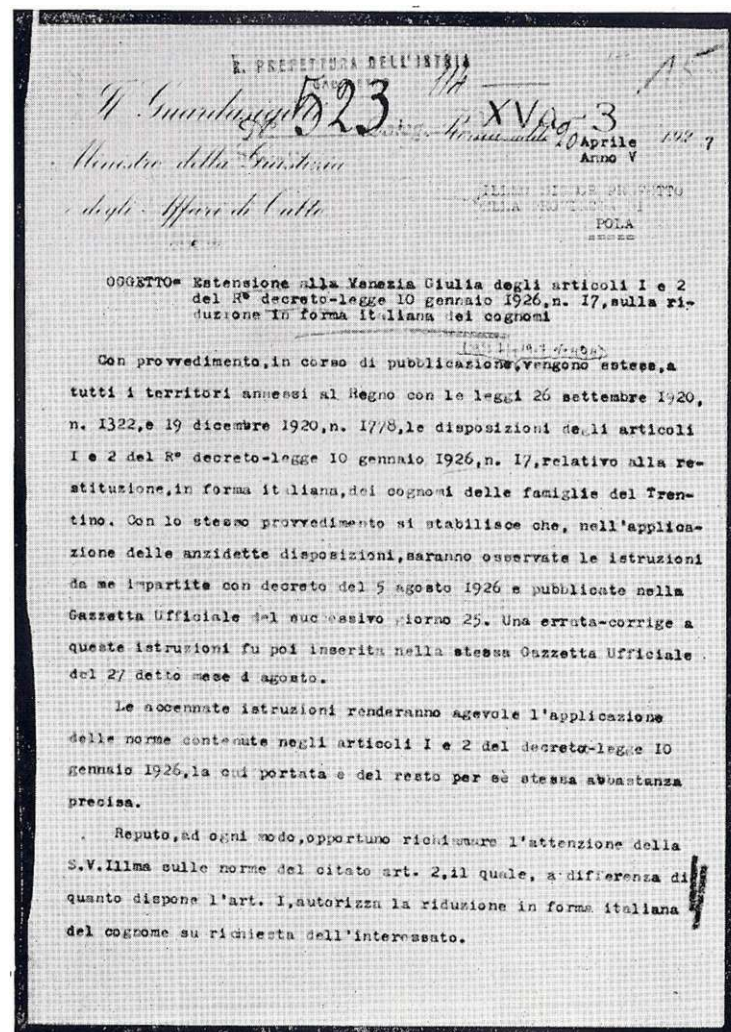 R. PREFETTURA DELL'ISTRIA
15
Il Guardasigilli
523
XVa-3
Roma, addì 20 Aprile 1927
Anno V
Ministro della Giustizia
e degli Affari di Culto
ILLMO SIGNOR PREFETTO
DELLA PROVINCIA DI
POLA
OGGETTO= Estensione alla Venezia Giulia degli articoli I e 2
del R° decreto-legge 10 gennaio 1926,n. 17,sulla ri-
duzione in forma italiana dei cognomi
Con provvedimento,in corso di pubblicazione,vengono estese,a
tutti i territori annessi al Regno con le leggi 26 settembre 1920,
n. 1322,e 19 dicembre 1920,n. 1778,le disposizioni degli articoli
I e 2 del R° decreto-legge 10 gennaio 1926,n. 17,relativo alla re-
stituzione,in forma italiana,dei cognomi delle famiglie del Tren-
tino. Con lo stesso provvedimento si stabilisce che, nell'applica-
zione delle anzidette disposizioni,saranno osservate le istruzioni
da me impartite con decreto del 5 agosto 1926 e pubblicate nella
Gazzetta Ufficiale del successivo giorno 25. Una errata-corrige a
queste istruzioni fu poi inserita nella stessa Gazzetta Ufficiale
del 27 detto mese d agosto.
Le accennate istruzioni renderanno agevole l'applicazione
delle norme contenute negli articoli I e 2 del decreto-legge 10
gennaio 1926,la cui portata e del resto per sè stessa abbastanza
precisa.
Reputo,ad ogni modo,opportuno richiamare l'attenzione della
S.V.Illma sulle norme del citato art. 2,il quale, a differenza di
quanto dispone l'art. I,autorizza la riduzione in forma italiana
del cognome su richiesta dell'interessato.